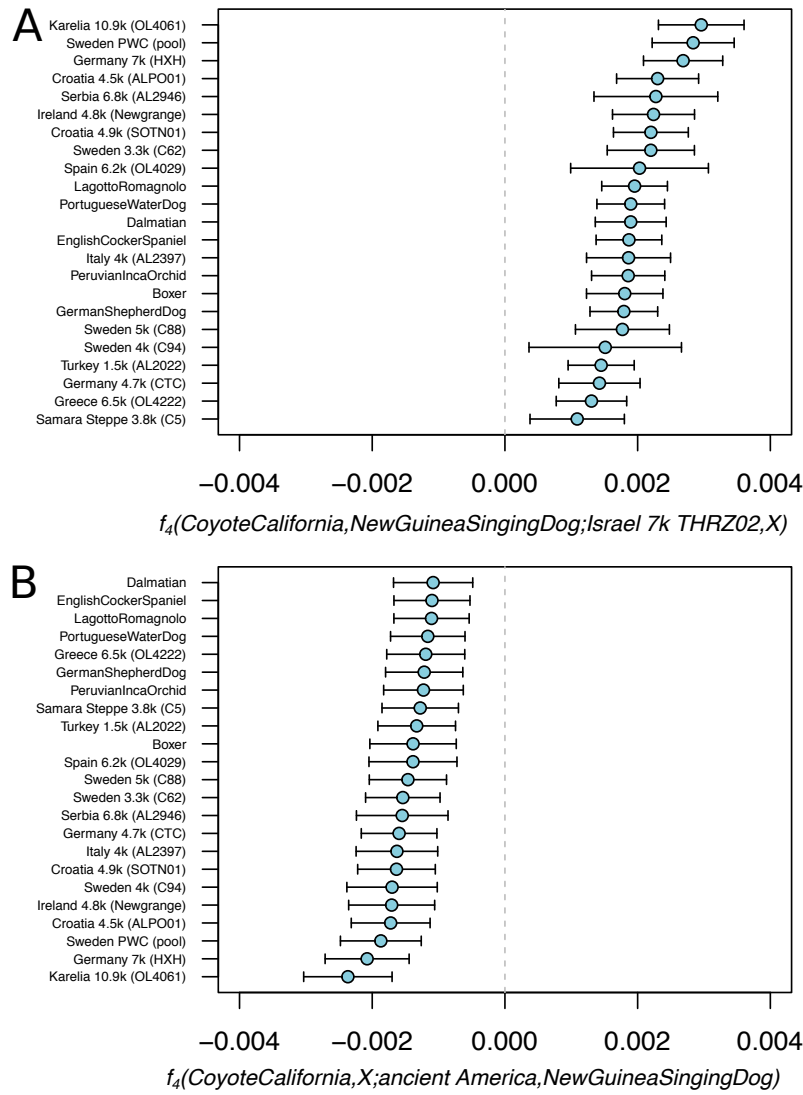 A
Karelia 10.9k (OL4061)
Sweden PWC (pool)
Germany 7k (HXH)
Croatia 4.5k (ALPO01)
Serbia 6.8k (AL2946)
Ireland 4.8k (Newgrange)
Croatia 4.9k (SOTN01)
Sweden 3.3k (C62)
Spain 6.2k (OL4029)
LagottoRomagnolo
PortugueseWaterDog
Dalmatian
EnglishCockerSpaniel
Italy 4k (AL2397)
PeruvianIncaOrchid
Boxer
GermanShepherdDog
Sweden 5k (C88)
Sweden 4k (C94)
Turkey 1.5k (AL2022)
Germany 4.7k (CTC)
Greece 6.5k (OL4222)
Samara Steppe 3.8k (C5)
−0.004 −0.002 0.000 0.002 0.004
f4(CoyoteCalifornia,NewGuineaSingingDog;Israel 7k THRZ02,X)
B
Dalmatian
EnglishCockerSpaniel
LagottoRomagnolo
PortugueseWaterDog
Greece 6.5k (OL4222)
GermanShepherdDog
PeruvianIncaOrchid
Samara Steppe 3.8k (C5)
Turkey 1.5k (AL2022)
Boxer
Spain 6.2k (OL4029)
Sweden 5k (C88)
Sweden 3.3k (C62)
Serbia 6.8k (AL2946)
Germany 4.7k (CTC)
Italy 4k (AL2397)
Croatia 4.9k (SOTN01)
Sweden 4k (C94)
Ireland 4.8k (Newgrange)
Croatia 4.5k (ALPO01)
Sweden PWC (pool)
Germany 7k (HXH)
Karelia 10.9k (OL4061)
−0.004 −0.002 0.000 0.002 0.004
f4(CoyoteCalifornia,X;ancient America,NewGuineaSingingDog)